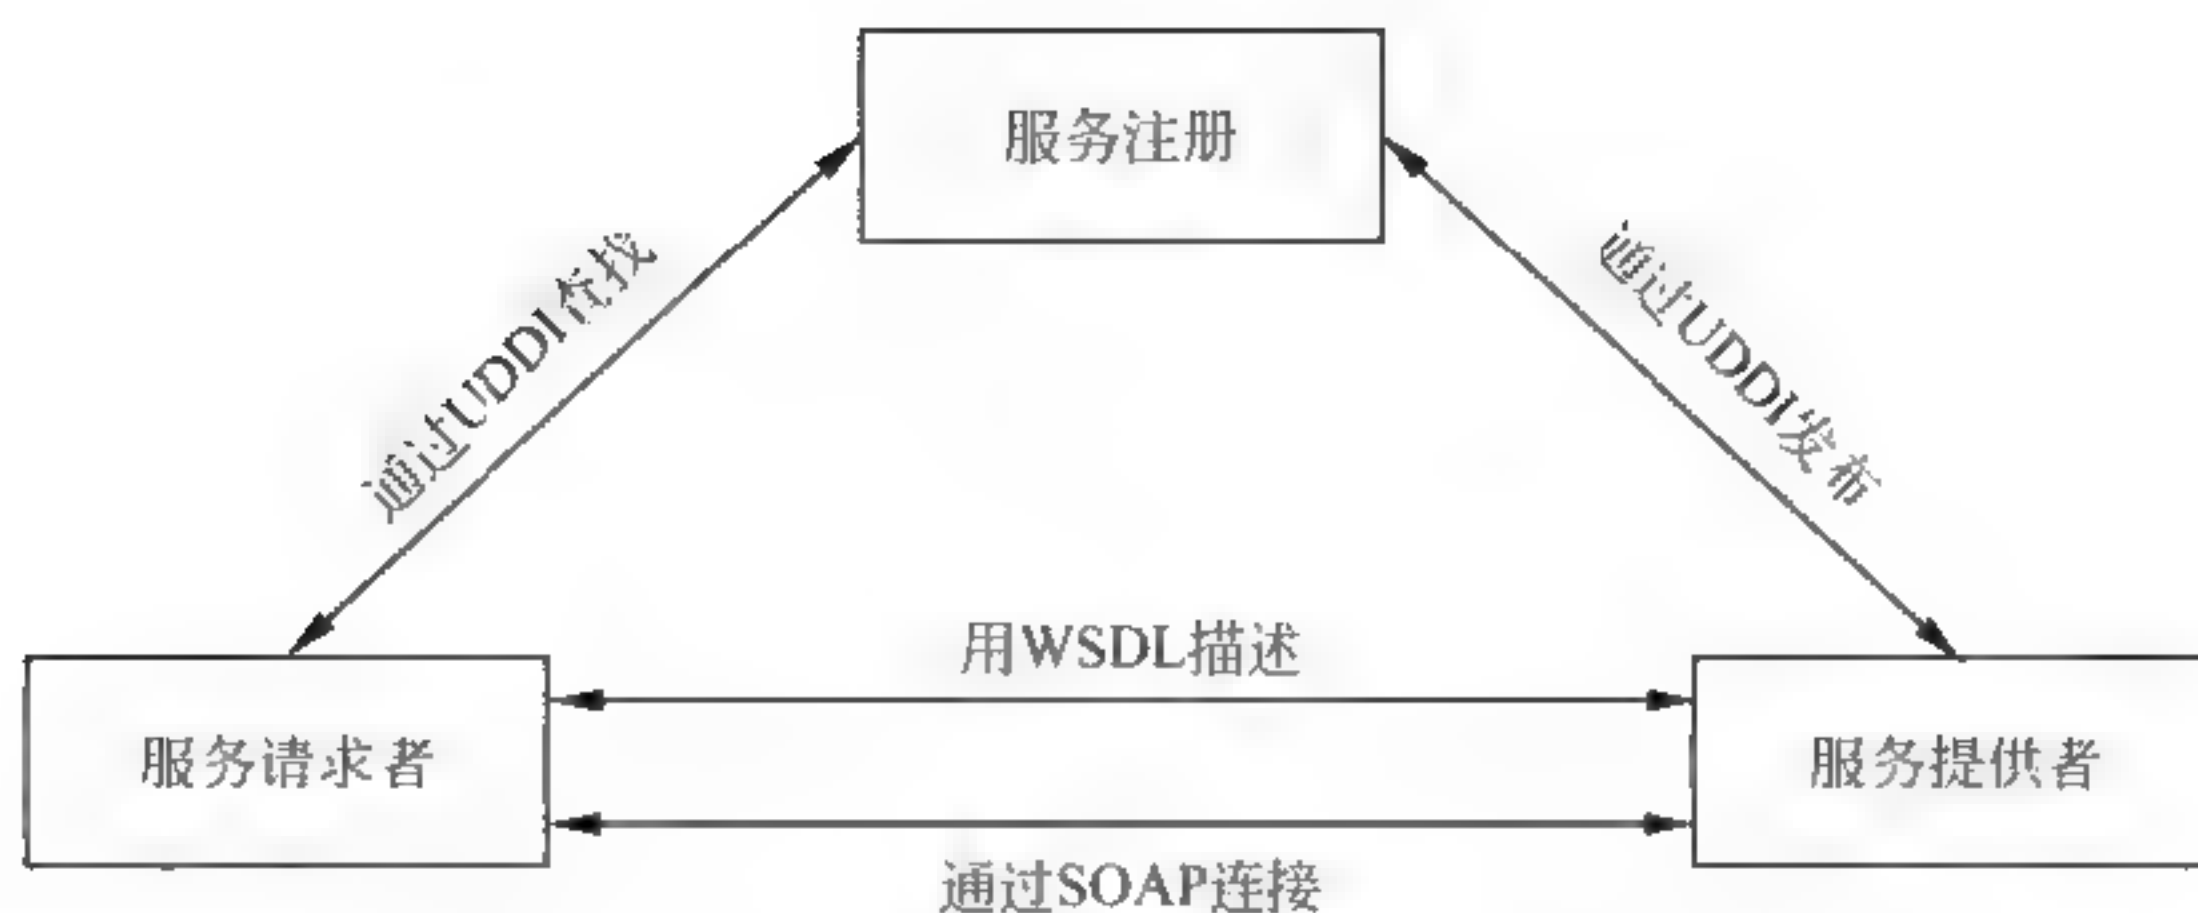 服务注册
通过UDDI查找
通过UDDI发布
用WSDL描述
服务请求者
服务提供者
通过SOAP连接